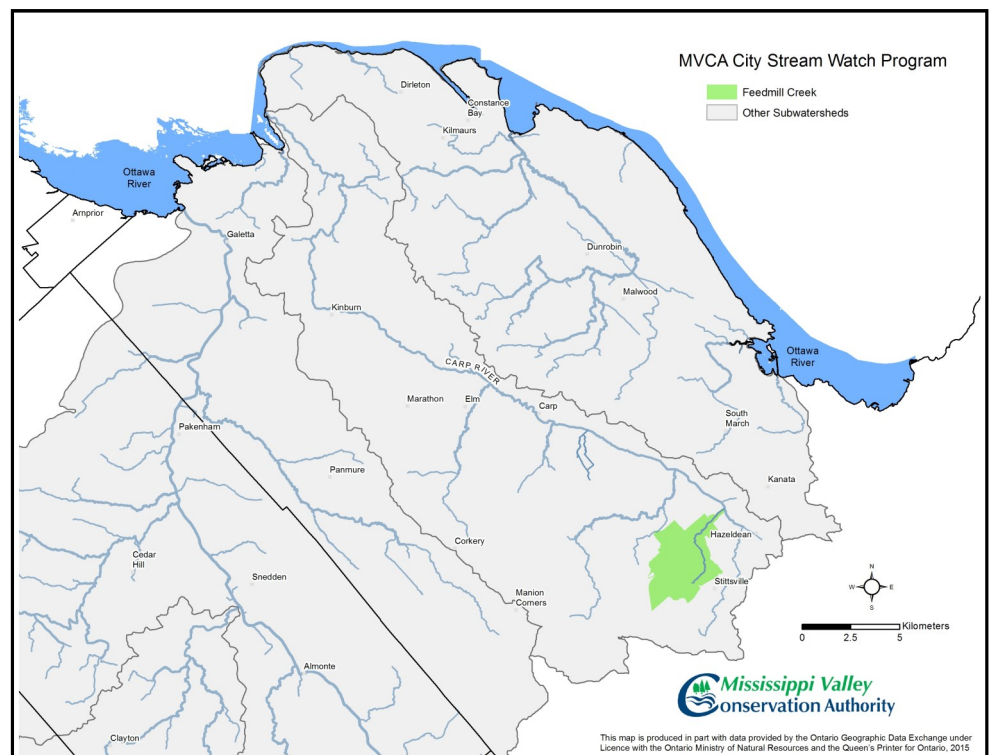 MVCA City Stream Watch Program
Feedmill Creek
Other Subwatersheds
Dirleton
Constance
Bay
Kilmaurs
Ottawa
River
Arnprior
Galetta
Dunrobin
Malwood
Kinburn
CARP RIVER
Ottawa
River
Marathon
Elm
Carp
South
March
Pakenham
Panmure
Kanata
Corkery
Hazeldean
Cedar
Hill
Snedden
Stittsville
Manion
Corners
N
W
E
S
Kilometers
0
2.5
5
Almonte
Clayton
Mississippi Valley
Conservation Authority
This map is produced in part with data provided by the Ontario Geographic Data Exchange under
Licence with the Ontario Ministry of Natural Resources and the Queen's Printer for Ontario, 2015